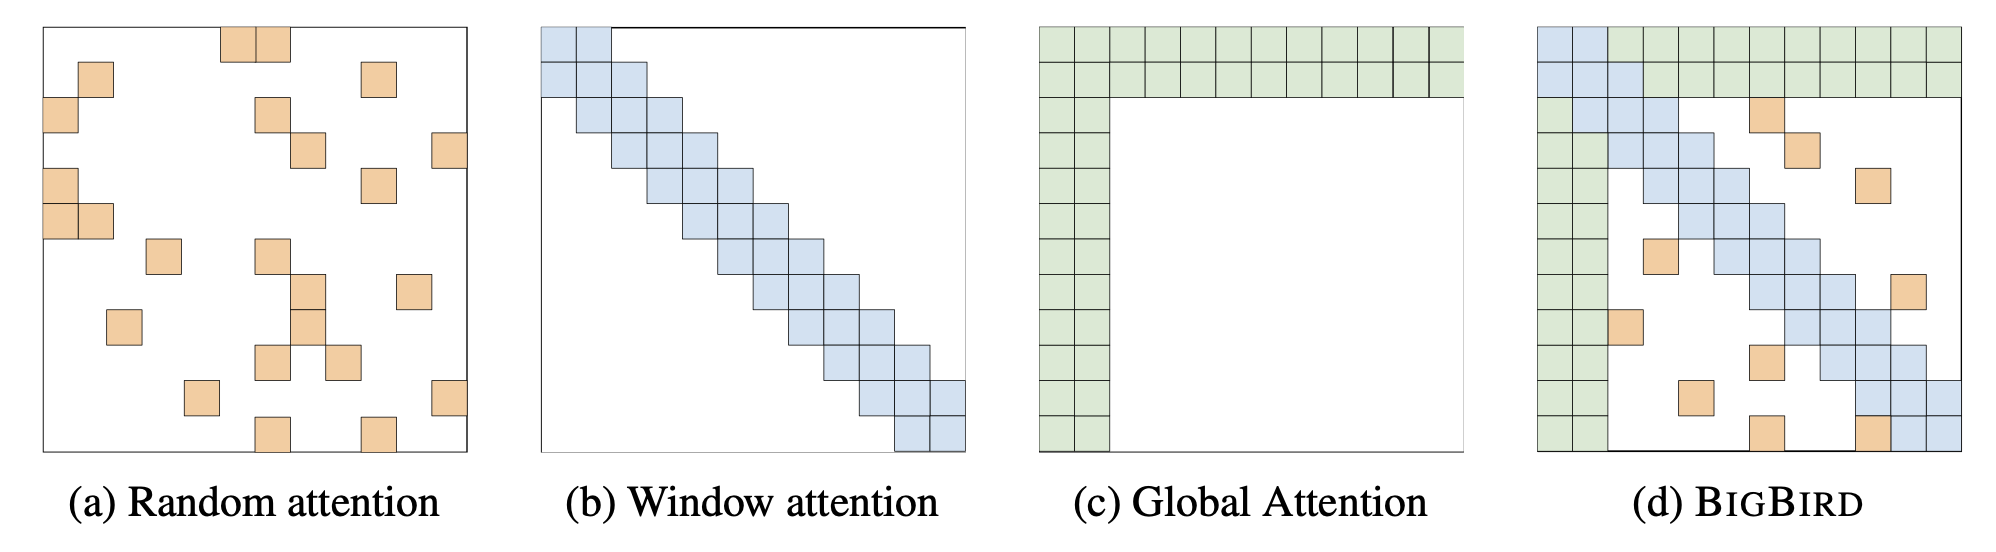 (a) Random attention
(b) Window attention
(c) Global Attention
(d) BIGBIRD